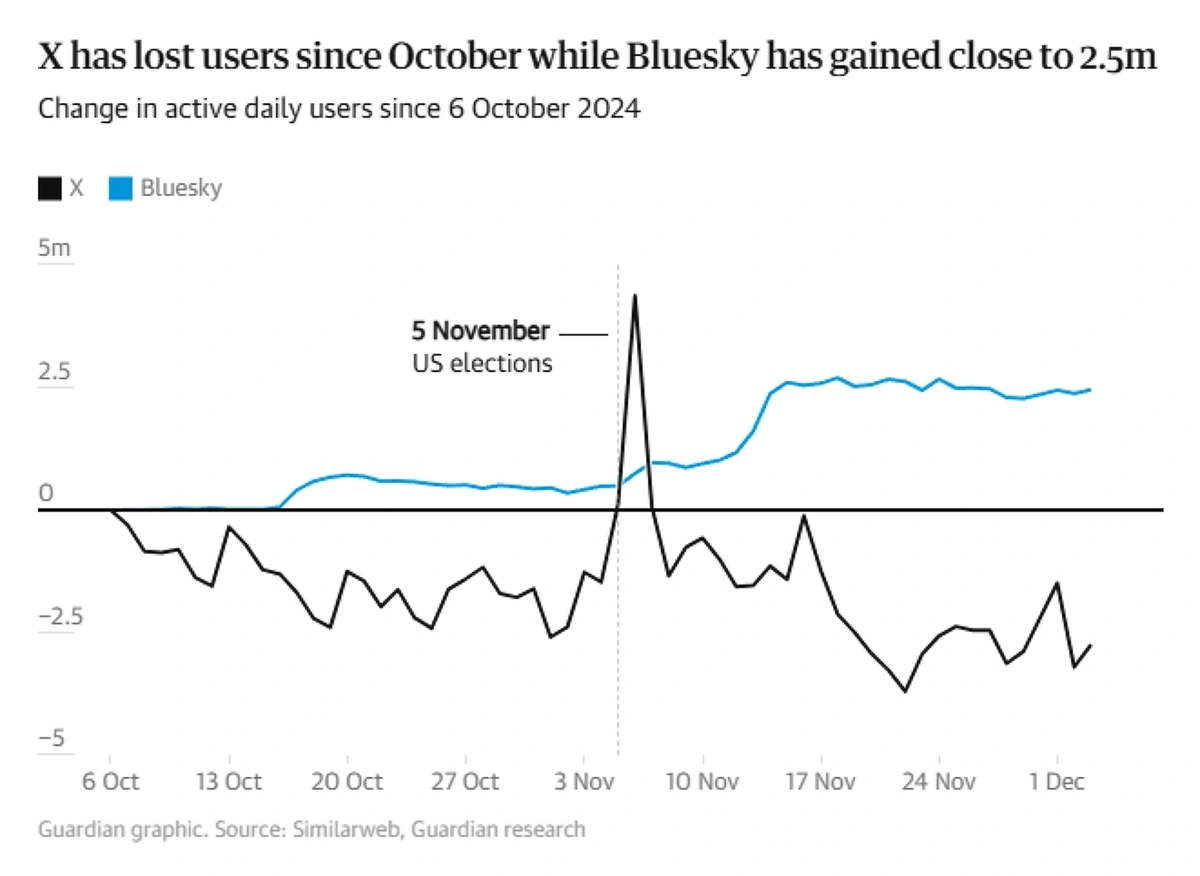 X has lost users since October while Bluesky has gained close to 2.5m
Change in active daily users since 6 October 2024
X Bluesky
5m
5 November
US elections
2.5
0
−2.5
−5
6 Oct 13 Oct 20 Oct 27 Oct 3 Nov 10 Nov 17 Nov 24 Nov 1 Dec
Guardian graphic. Source: Similarweb, Guardian research